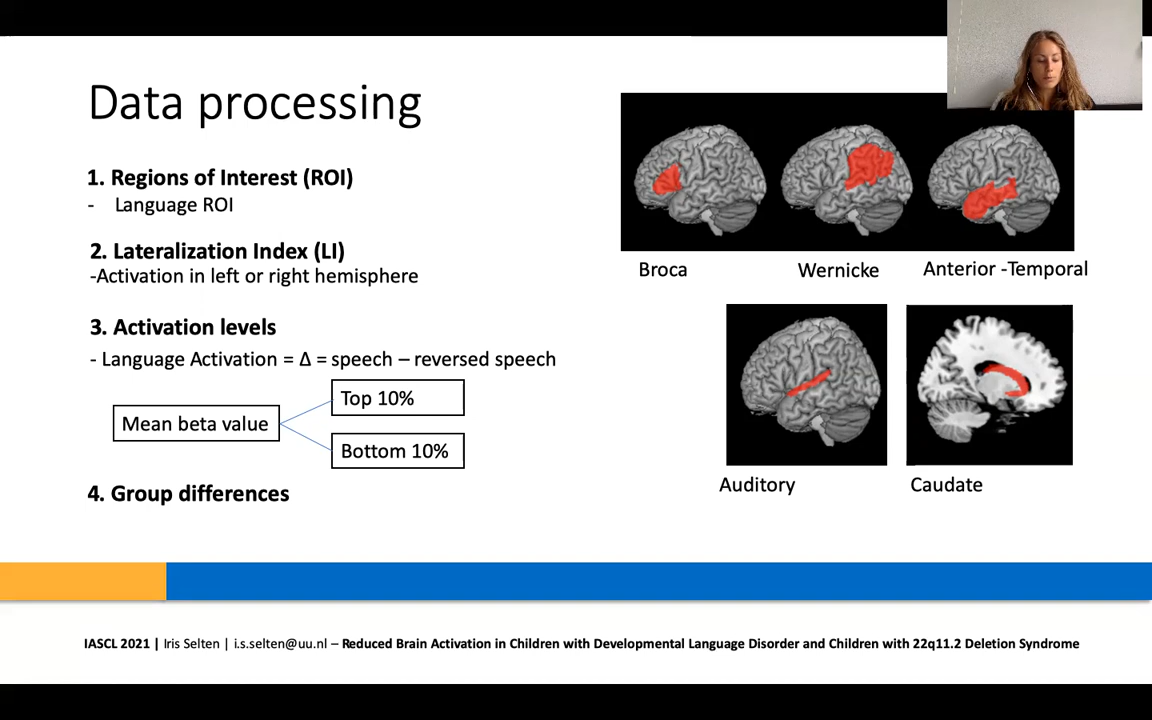 Data processing
1. Regions of Interest (ROI)
- Language ROI
2. Lateralization Index (LI)
-Activation in left or right hemisphere
3. Activation levels
- Language Activation = Δ = speech – reversed speech
Mean beta value
Top 10%
Bottom 10%
4. Group differences
Broca
Wernicke
Anterior -Temporal
Auditory
Caudate
IASCL 2021 | Iris Selten | i.s.selten@uu.nl – Reduced Brain Activation in Children with Developmental Language Disorder and Children with 22q11.2 Deletion Syndrome